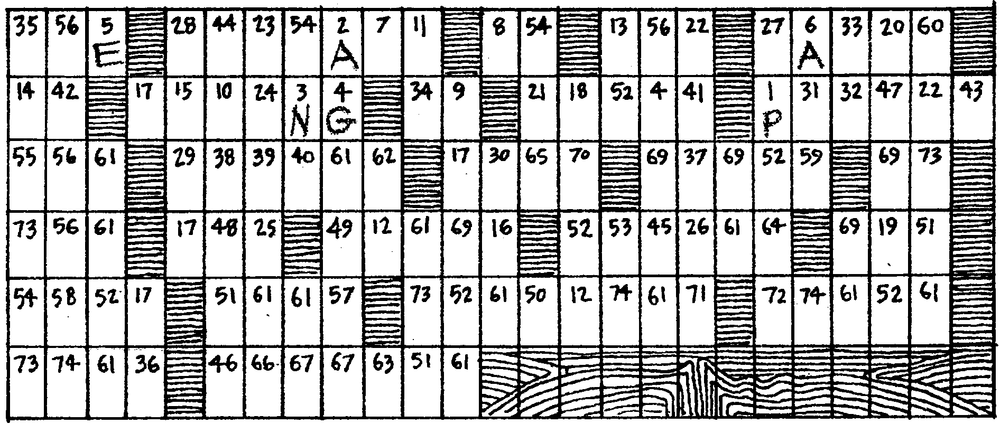 35 56 5 28 44 23 54 2 7 11 8 54 13 56 22 27 6 33 20 60
E A A
14 42 17 15 10 24 3 4 34 9 21 18 52 4 41 1 31 32 47 22 43
N G P
55 56 61 29 38 39 40 61 62 17 30 65 70 69 37 69 52 59 69 73
73 56 61 17 48 25 49 12 61 69 16 52 53 45 26 61 64 69 19 51
54 58 52 17 51 61 61 57 73 52 61 50 12 74 61 71 72 74 61 52 61
73 74 61 36 46 66 67 67 63 51 61